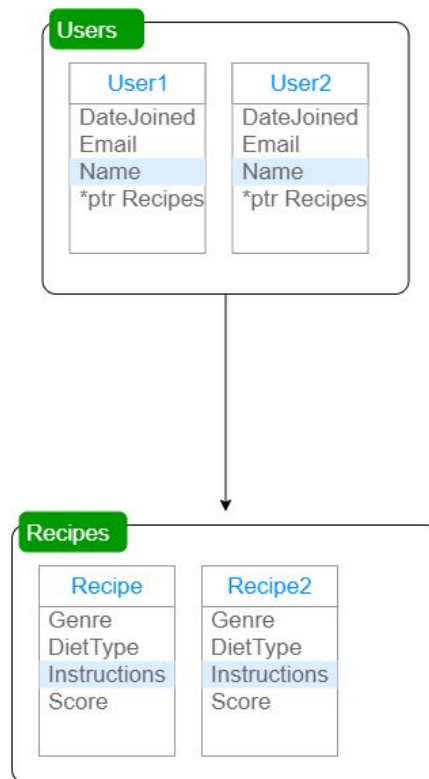 Users
User1
DateJoined
Email
Name
*ptr Recipes
User2
DateJoined
Email
Name
*ptr Recipes
Recipes
Recipe
Genre
DietType
Instructions
Score
Recipe2
Genre
DietType
Instructions
Score